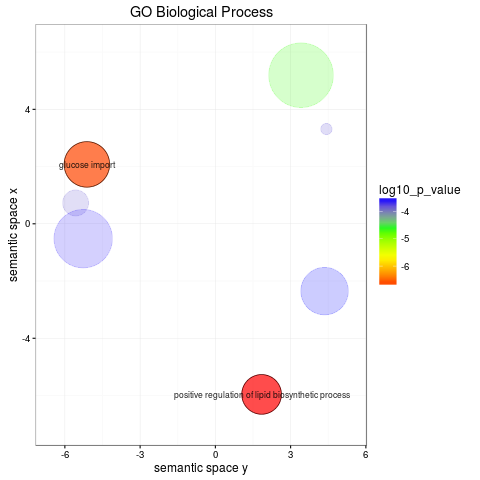 GO Biological Process
4
0
-4
semantic space x
glucose import
positive regulation of lipid biosynthetic process
-6
-3
0
3
6
semantic space y
log10_p_value
-4
-5
-6